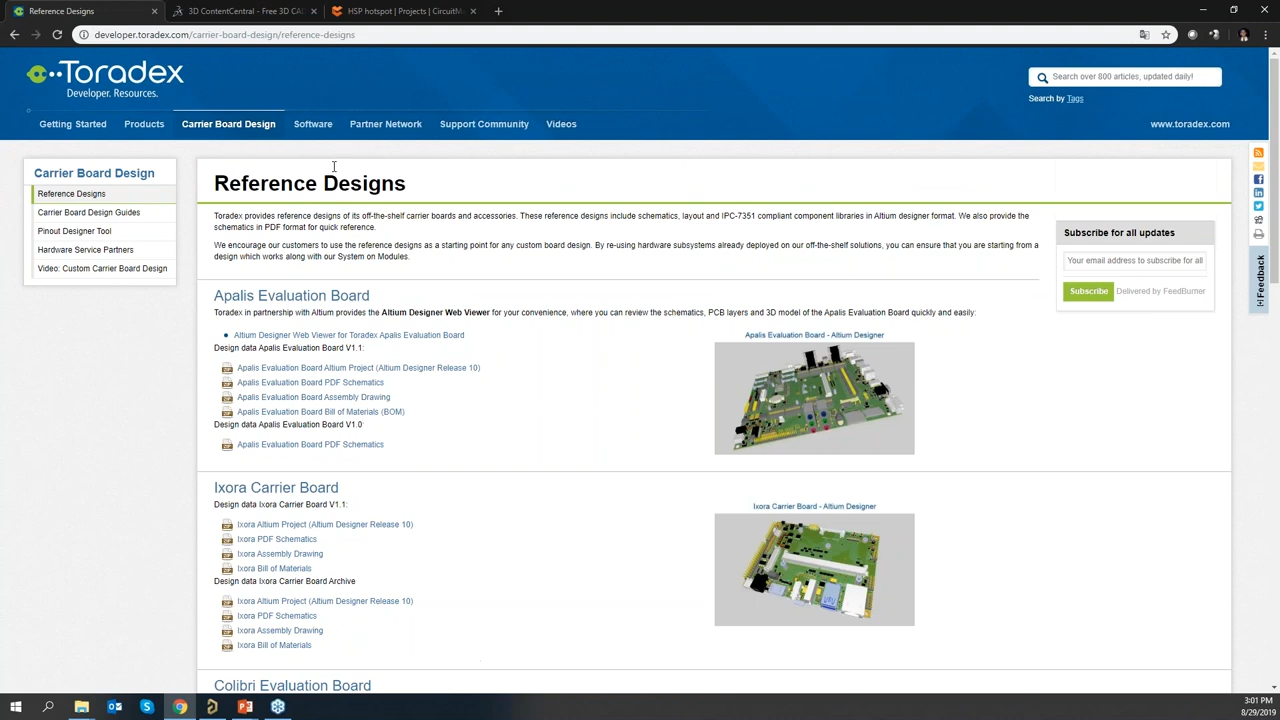 Reference Designs
3D ContentCentral - Free 3D CAD
HSP hotspot | Projects | CircuitM
developer.toradex.com/carrier-board-design/reference-designs
Toradex
Developer. Resources.
Search over 800 articles, updated daily!
Search by Tags
Getting Started
Products
Carrier Board Design
Software
Partner Network
Support Community
Videos
www.toradex.com
Carrier Board Design
Reference Designs
Carrier Board Design Guides
Pinout Designer Tool
Hardware Service Partners
Video: Custom Carrier Board Design
Reference Designs
Toradex provides reference designs of its off-the-shelf carrier boards and accessories. These reference designs include schematics, layout and IPC-7351 compliant component libraries in Altium designer format. We also provide the
schematics in PDF format for quick reference.
We encourage our customers to use the reference designs as a starting point for any custom board design. By re-using hardware subsystems already deployed on our off-the-shelf solutions, you can ensure that you are starting from a
design which works along with our System on Modules.
Subscribe for all updates
Your email address to subscribe for all
Subscribe
Delivered by FeedBurner
Feedback
Apalis Evaluation Board
Toradex in partnership with Altium provides the Altium Designer Web Viewer for your convenience, where you can review the schematics, PCB layers and 3D model of the Apalis Evaluation Board quickly and easily:
Altium Designer Web Viewer for Toradex Apalis Evaluation Board
Design data Apalis Evaluation Board V1.1:
Apalis Evaluation Board Altium Project (Altium Designer Release 10)
Apalis Evaluation Board PDF Schematics
Apalis Evaluation Board Assembly Drawing
Apalis Evaluation Board Bill of Materials (BOM)
Design data Apalis Evaluation Board V1.0:
Apalis Evaluation Board PDF Schematics
Apalis Evaluation Board - Altium Designer
Ixora Carrier Board
Design data Ixora Carrier Board V1.1:
Ixora Altium Project (Altium Designer Release 10)
Ixora PDF Schematics
Ixora Assembly Drawing
Ixora Bill of Materials
Design data Ixora Carrier Board Archive
Ixora Altium Project (Altium Designer Release 10)
Ixora PDF Schematics
Ixora Assembly Drawing
Ixora Bill of Materials
Ixora Carrier Board - Altium Designer
Colibri Evaluation Board
3:01 PM
8/29/2019